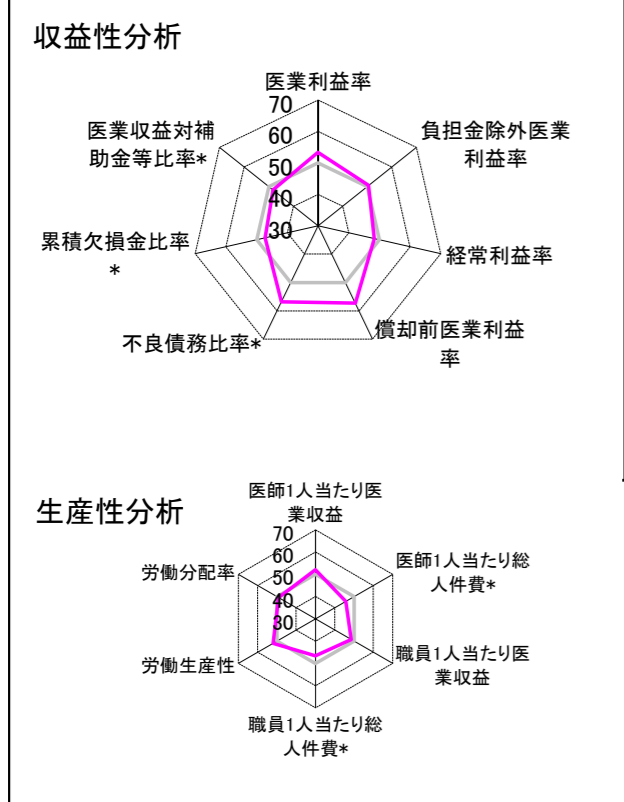 収益性分析
医業利益率
70
60
50
40
30
負担金除外医業
利益率
経常利益率
償却前医業利益
率
不良債務比率*
累積欠損金比率
*
医業収益対補
助金等比率*
生産性分析
医師1人当たり医
業収益
70
60
50
40
30
医師1人当たり総
人件費*
職員1人当たり医
業収益
職員1人当たり総
人件費*
労働生産性
労働分配率